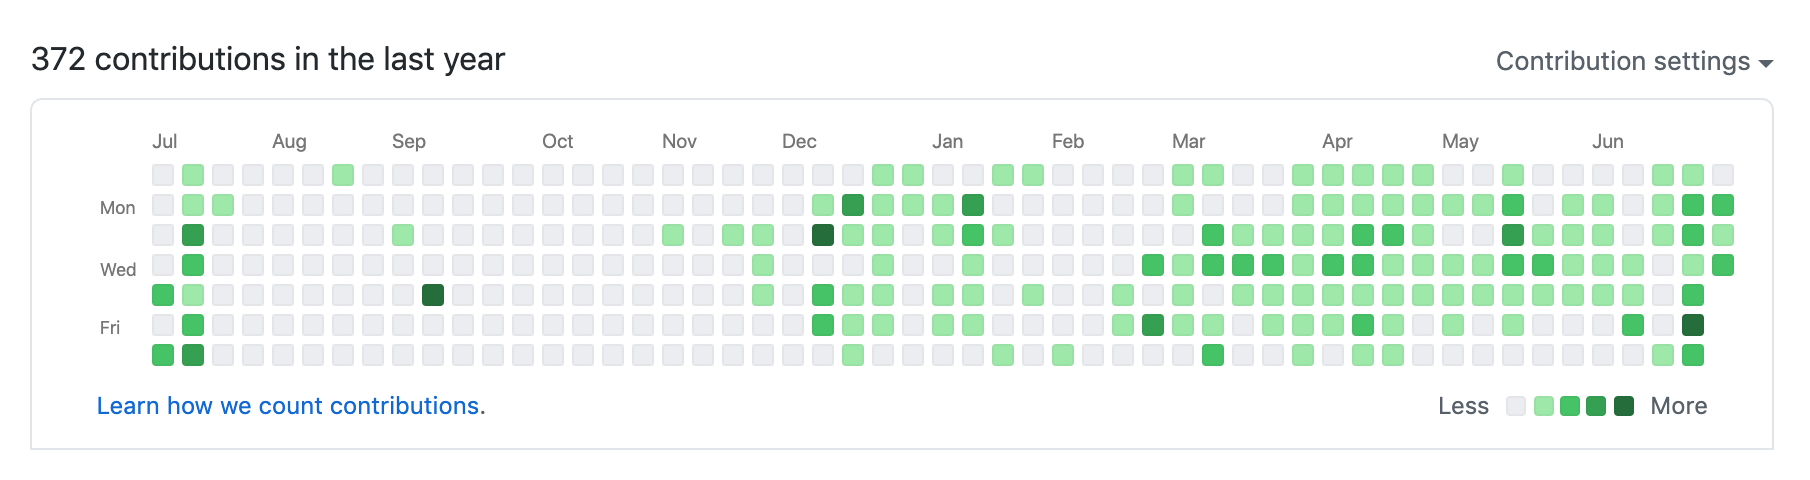 372 contributions in the last year
Contribution settings
Jul Aug Sep Oct Nov Dec Jan Feb Mar Apr May Jun
Mon
Wed
Fri
Learn how we count contributions.
Less More